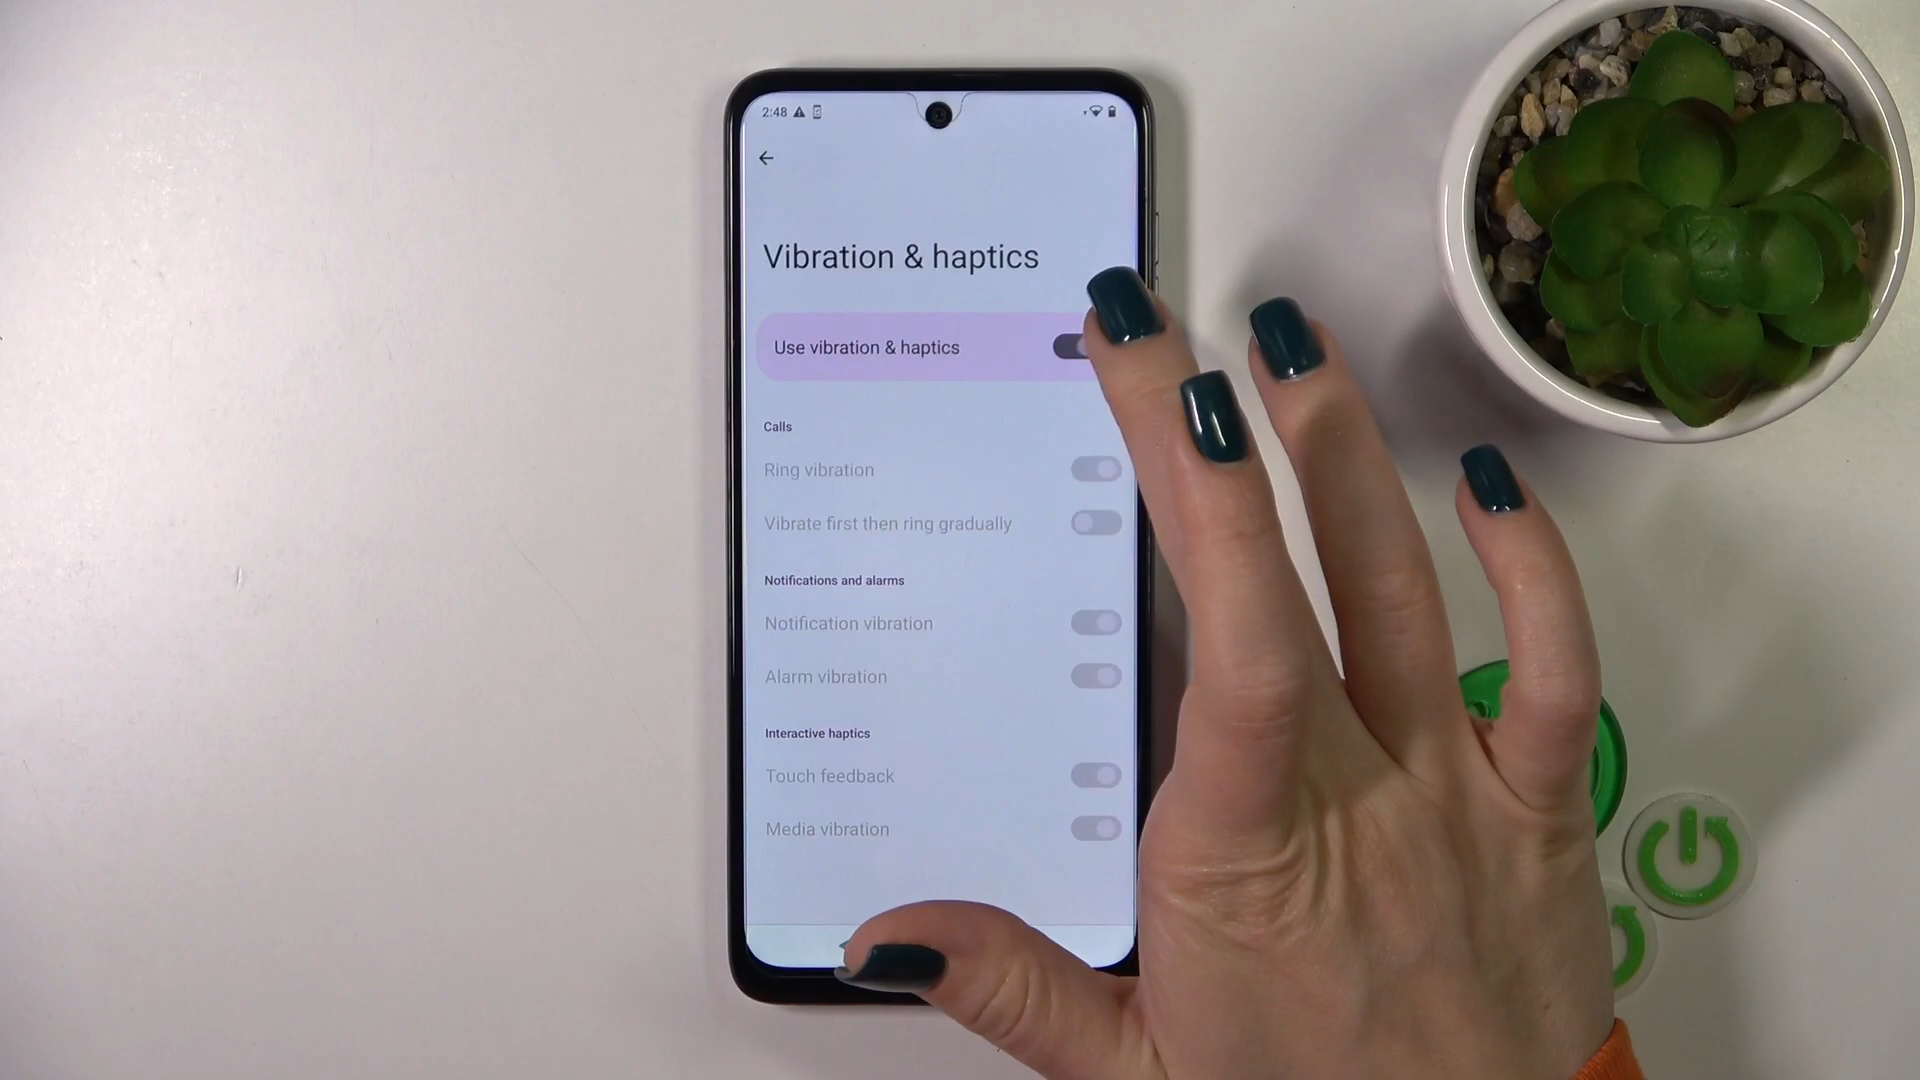 2:48
Vibration & haptics
Use vibration & haptics
Calls
Ring vibration
Vibrate first then ring gradually
Notifications and alarms
Notification vibration
Alarm vibration
Interactive haptics
Touch feedback
Media vibration